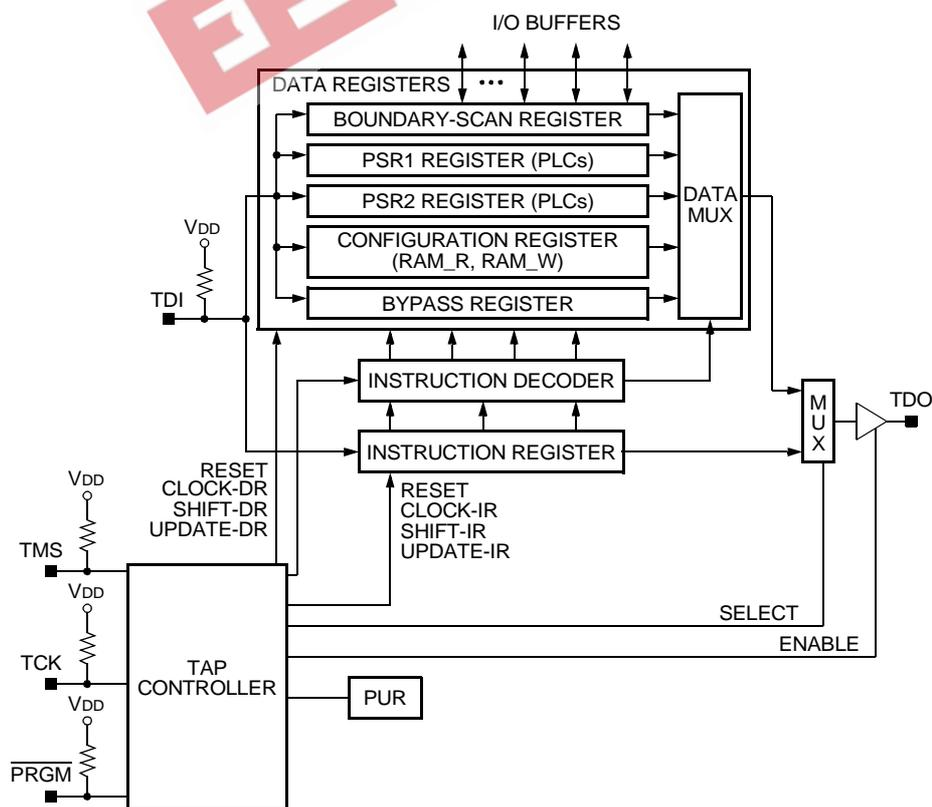 I/O BUFFERS
DATA REGISTERS •••
BOUNDARY-SCAN REGISTER
PSR1 REGISTER (PLCs)
PSR2 REGISTER (PLCs)
CONFIGURATION REGISTER
(RAM_R, RAM_W)
BYPASS REGISTER
DATA
MUX
VDD
TDI
INSTRUCTION DECODER
INSTRUCTION REGISTER
M
U
X
TDO
RESET
CLOCK-DR
SHIFT-DR
UPDATE-DR
RESET
CLOCK-IR
SHIFT-IR
UPDATE-IR
VDD
TMS
VDD
TCK
VDD
PRGM
TAP
CONTROLLER
SELECT
ENABLE
PUR